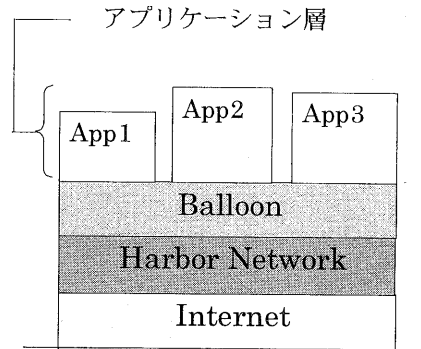 アプリケーション層
App1
App2
App3
Balloon
Harbor Network
Internet